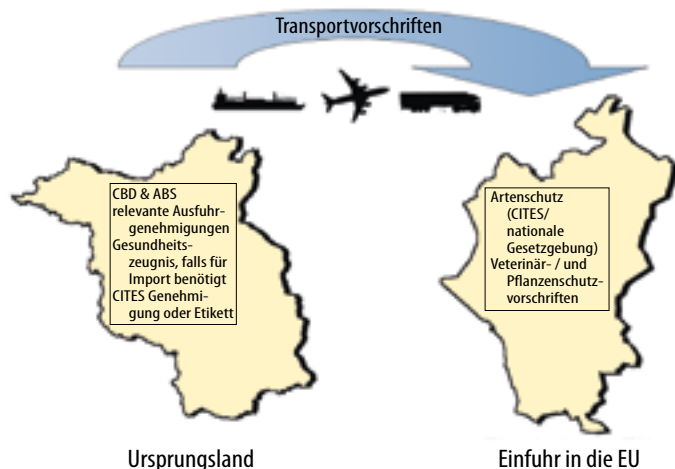 Transportvorschriften
CBD & ABS
relevante Ausfuhr-
genehmigungen
Gesundheits-
zeugnis, falls für
Import benötigt
CITES Genehmi-
gung oder Etikett
Artenschutz
(CITES/
nationale
Gesetzgebung)
Veterinär- / und
Pflanzenschutz-
vorschriften
Ursprungsland
Einfuhr in die EU